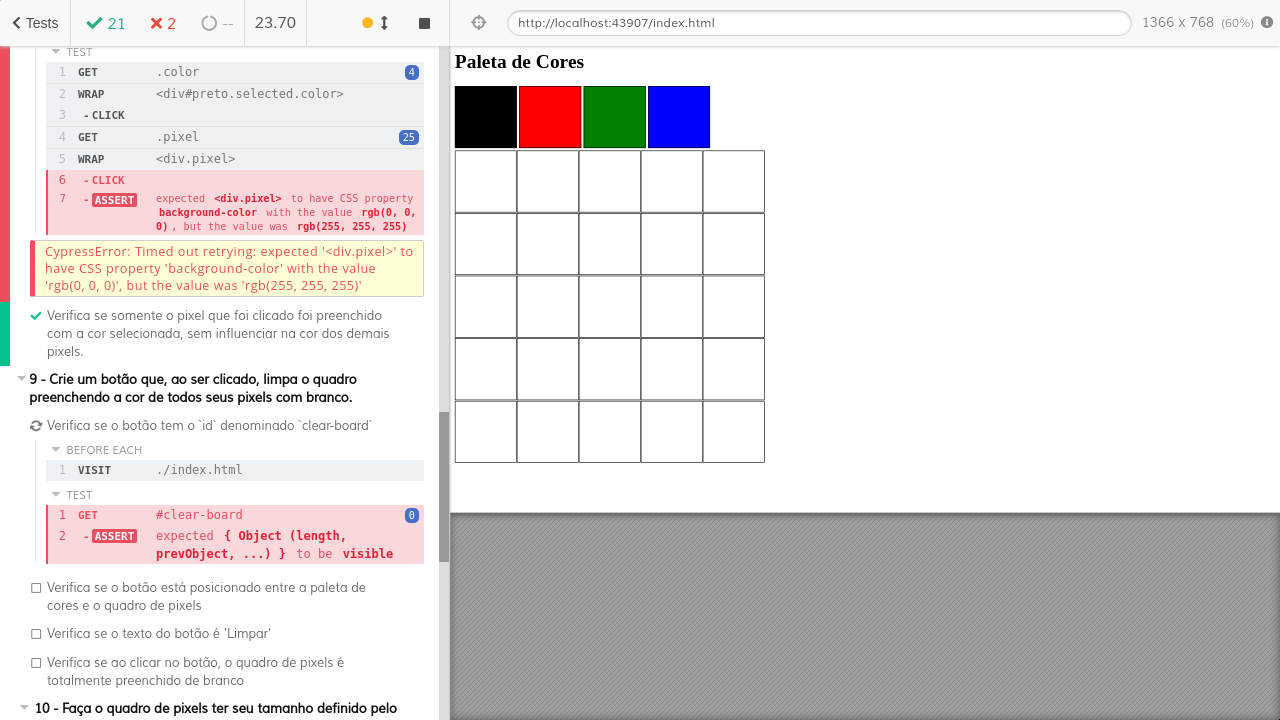 Tests
21
2
--
23.70
http://localhost:43907/index.html
1366 x 768 (60%)
TEST
1 GET .color 4
2 WRAP <div#preto.selected.color>
3 - CLICK
4 GET .pixel 25
5 WRAP <div.pixel>
6 - CLICK
7 - ASSERT expected <div.pixel> to have CSS property
background-color with the value rgb(0, 0,
0) , but the value was rgb(255, 255, 255)
CypressError: Timed out retrying: expected '<div.pixel>' to
have CSS property 'background-color' with the value
'rgb(0, 0, 0)', but the value was 'rgb(255, 255, 255)'
Verifica se somente o pixel que foi clicado foi preenchido
com a cor selecionada, sem influenciar na cor dos demais
pixels.
9 - Crie um botão que, ao ser clicado, limpa o quadro
preenchendo a cor de todos seus pixels com branco.
Verifica se o botão tem o `id` denominado `clear-board`
BEFORE EACH
1 VISIT ./index.html
TEST
1 GET #clear-board 0
2 - ASSERT expected { Object (length,
prevObject, ...) } to be visible
Verifica se o botão está posicionado entre a paleta de
cores e o quadro de pixels
Verifica se o texto do botão é 'Limpar'
Verifica se ao clicar no botão, o quadro de pixels é
totalmente preenchido de branco
10 - Faça o quadro de pixels ter seu tamanho definido pelo
Paleta de Cores